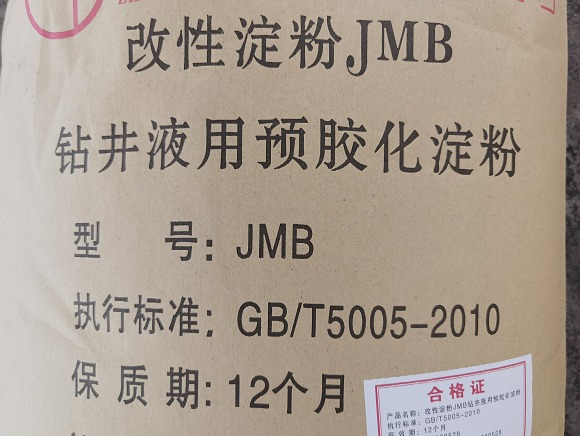 改性淀粉JMB
钻井液用预胶化淀粉
型 号: JMB
执行标准: GB/T5005-2010
保质期: 12个月
合格证
产品名称: 改性淀粉JMB钻井液用预胶化淀粉
执行标准: GB/T5005-2010
有效期: 12个月